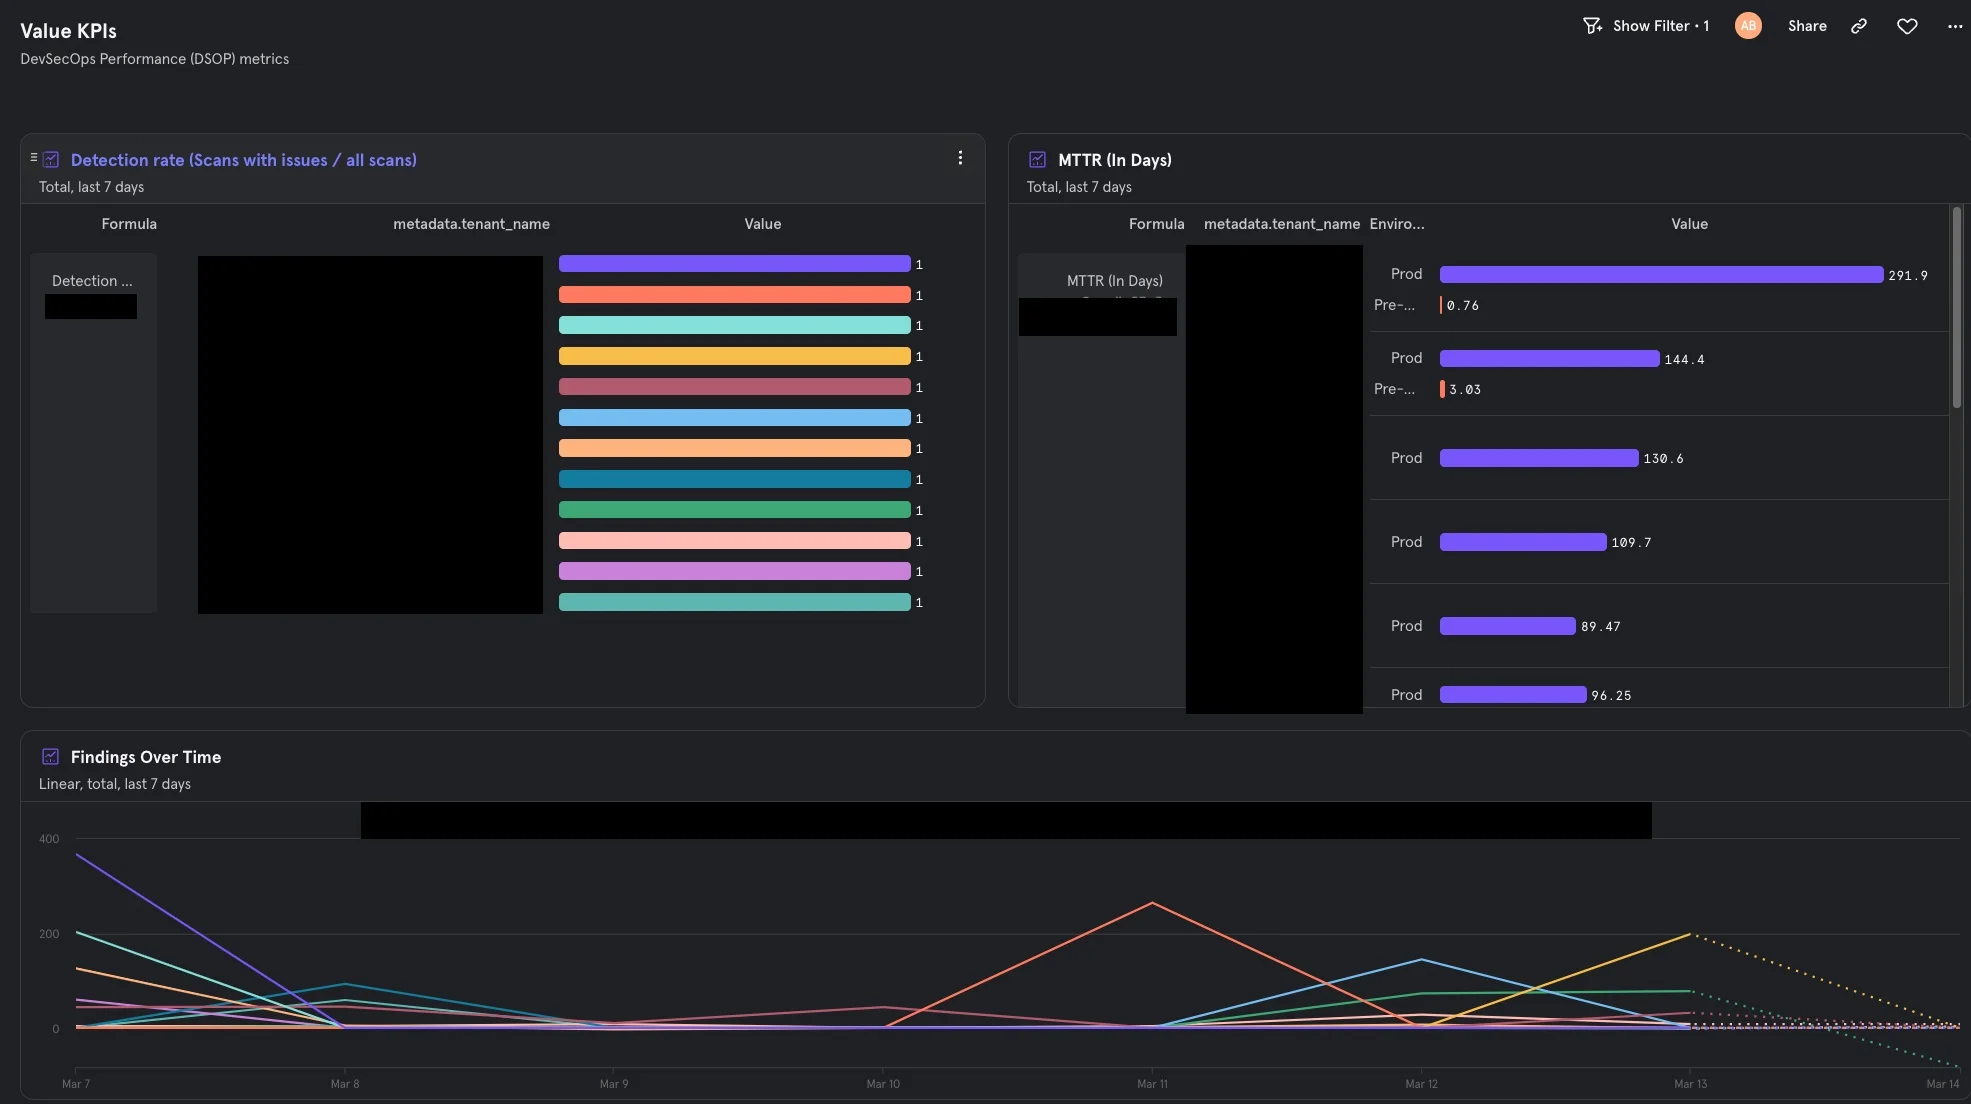 Value KPIs
DevSecOps Performance (DSOP) metrics
Show Filter • 1
AB
Share
Detection rate (Scans with issues / all scans)
Total, last 7 days
Formula
metadata.tenant_name
Value
Detection ...
1
1
1
1
1
1
1
1
1
1
1
1
MTTR (In Days)
Total, last 7 days
Formula
metadata.tenant_name
Enviro...
Value
MTTR (In Days)
Prod 291.9
Pre-... 0.76
Prod 144.4
Pre-... 3.03
Prod 130.6
Prod 109.7
Prod 89.47
Prod 96.25
Findings Over Time
Linear, total, last 7 days
400
200
0
Mar 7
Mar 8
Mar 9
Mar 10
Mar 11
Mar 12
Mar 13
Mar 14